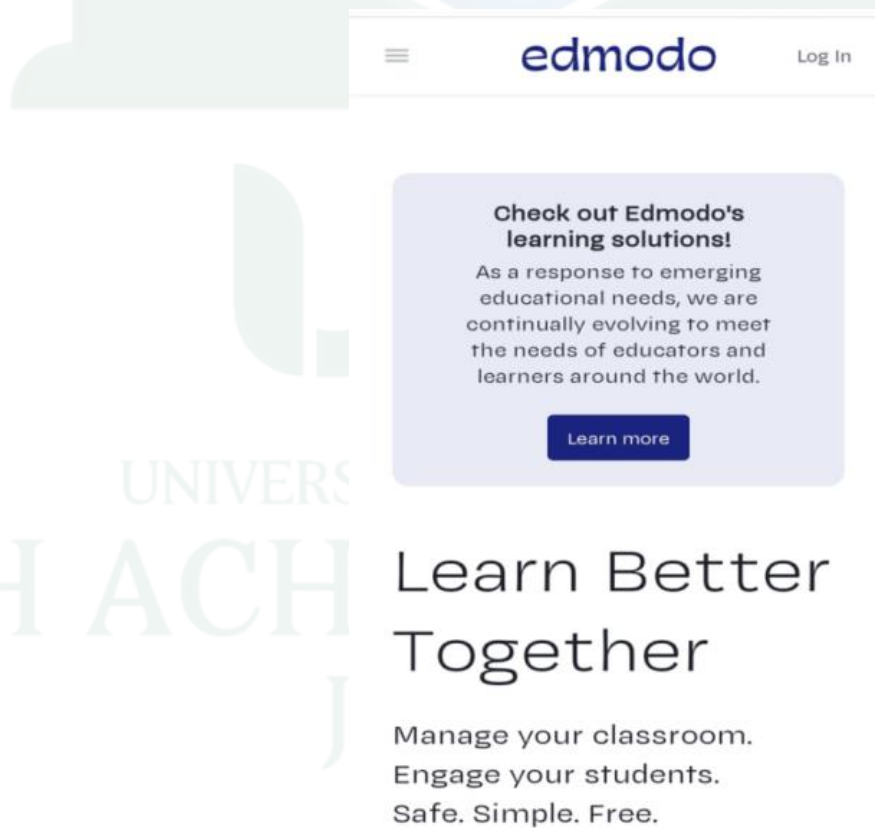 edmodo
Log In
Check out Edmodo's
learning solutions!
As a response to emerging
educational needs, we are
continually evolving to meet
the needs of educators and
learners around the world.
Learn more
Learn Better
Together
Manage your classroom.
Engage your students.
Safe. Simple. Free.
UNIVERS
H ACH
J